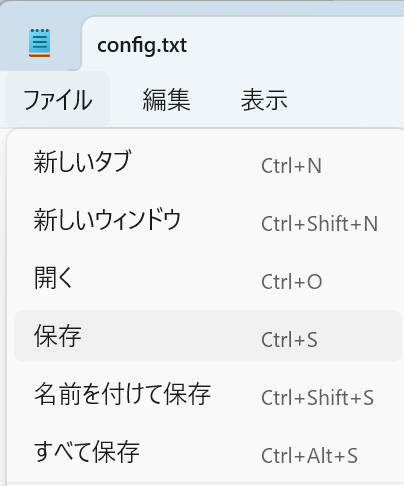 config.txt
ファイル 編集 表示
新しいタブ Ctrl+N
新しいウィンドウ Ctrl+Shift+N
開く Ctrl+O
保存 Ctrl+S
名前を付けて保存 Ctrl+Shift+S
すべて保存 Ctrl+Alt+S